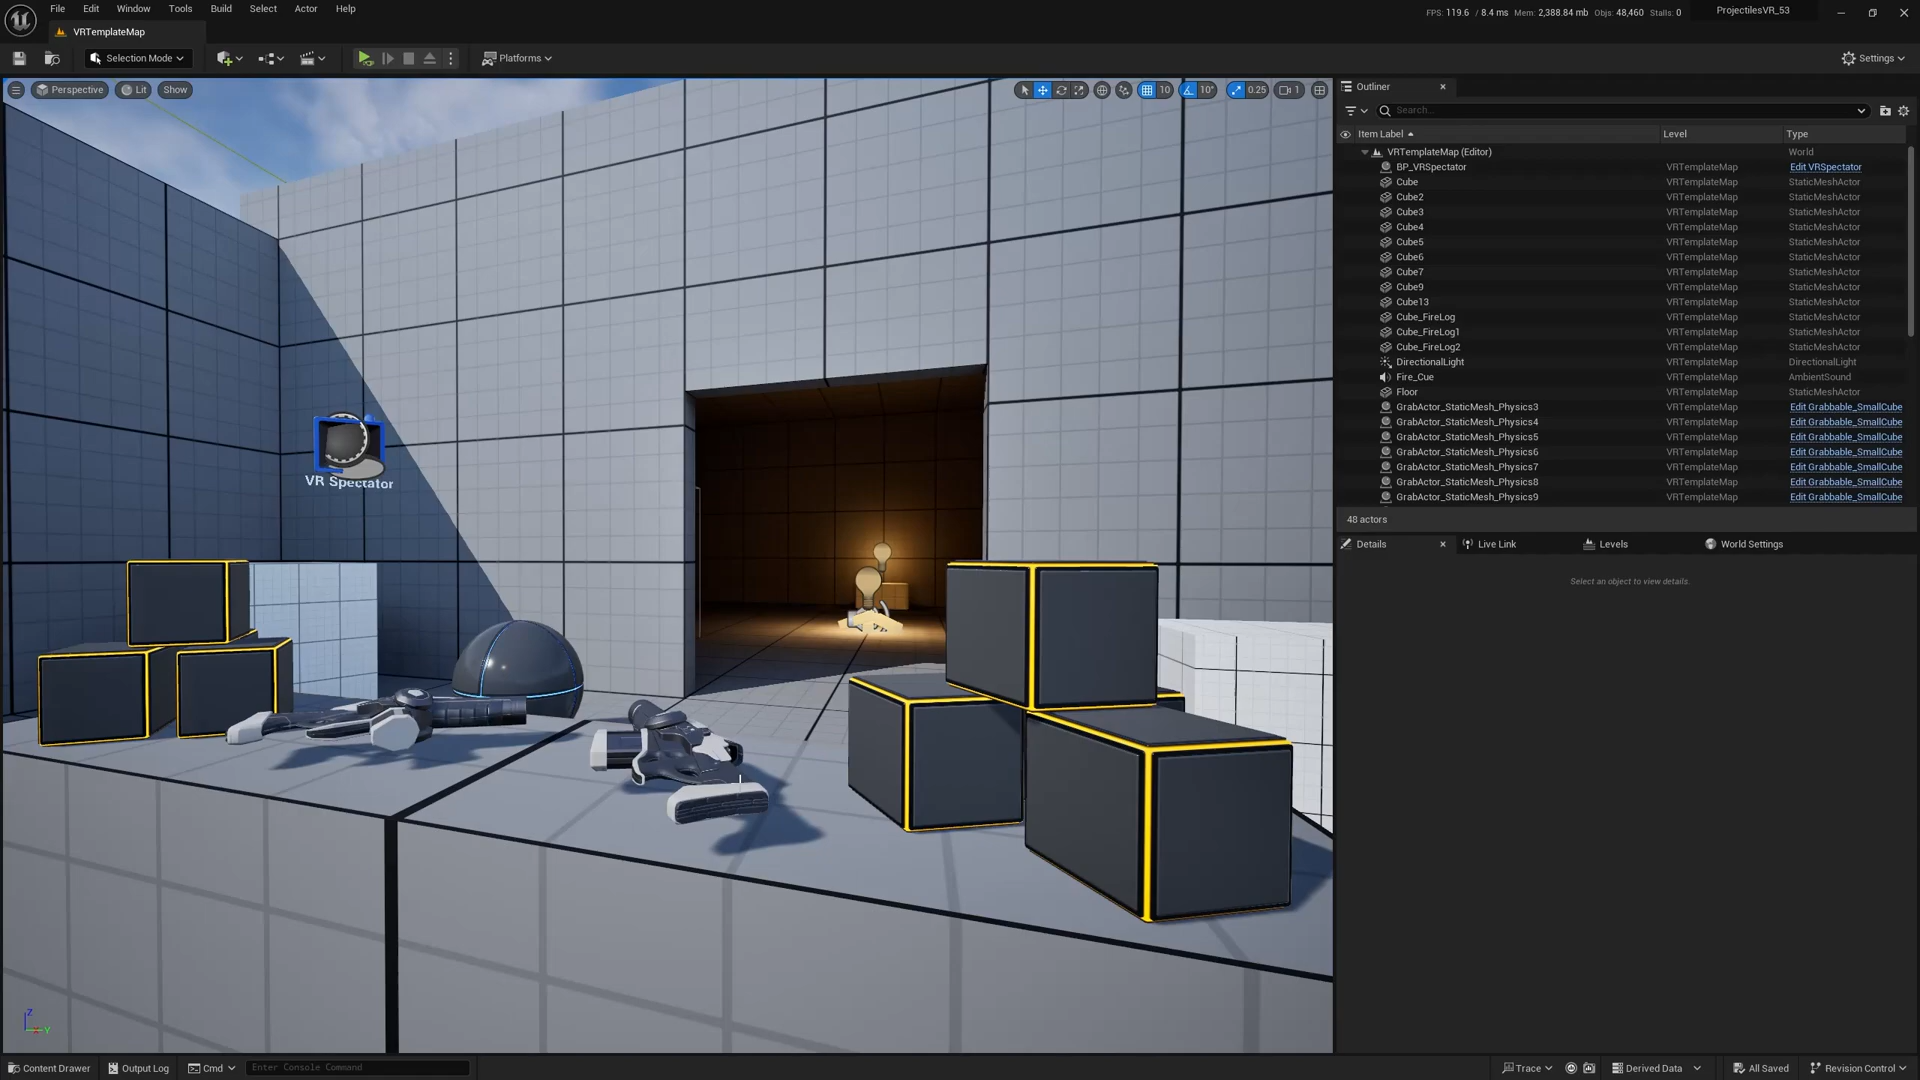 File Edit Window Tools Build Select Actor Help
FPS: 119.6 / 8.4 ms Mem: 2,388.84 mb Objs: 48,460 Stalls: 0 ProjectilesVR_53
VRTemplateMap
Selection Mode Platforms Settings
Perspective Lit Show 10 10° 0.25 1
VR Spectator
Z
Y
Outliner
Search...
Item Label Level Type
VRTemplateMap (Editor) World
BP_VRSpectator VRTemplateMap Edit VRSpectator
Cube VRTemplateMap StaticMeshActor
Cube2 VRTemplateMap StaticMeshActor
Cube3 VRTemplateMap StaticMeshActor
Cube4 VRTemplateMap StaticMeshActor
Cube5 VRTemplateMap StaticMeshActor
Cube6 VRTemplateMap StaticMeshActor
Cube7 VRTemplateMap StaticMeshActor
Cube9 VRTemplateMap StaticMeshActor
Cube13 VRTemplateMap StaticMeshActor
Cube_FireLog VRTemplateMap StaticMeshActor
Cube_FireLog1 VRTemplateMap StaticMeshActor
Cube_FireLog2 VRTemplateMap StaticMeshActor
DirectionalLight VRTemplateMap DirectionalLight
Fire_Cue VRTemplateMap AmbientSound
Floor VRTemplateMap StaticMeshActor
GrabActor_StaticMesh_Physics3 VRTemplateMap Edit Grabbable_SmallCube
GrabActor_StaticMesh_Physics4 VRTemplateMap Edit Grabbable_SmallCube
GrabActor_StaticMesh_Physics5 VRTemplateMap Edit Grabbable_SmallCube
GrabActor_StaticMesh_Physics6 VRTemplateMap Edit Grabbable_SmallCube
GrabActor_StaticMesh_Physics7 VRTemplateMap Edit Grabbable_SmallCube
GrabActor_StaticMesh_Physics8 VRTemplateMap Edit Grabbable_SmallCube
GrabActor_StaticMesh_Physics9 VRTemplateMap Edit Grabbable_SmallCube
48 actors
Details Live Link Levels World Settings
Select an object to view details.
Content Drawer Output Log Cmd Enter Console Command Trace Derived Data All Saved Revision Control